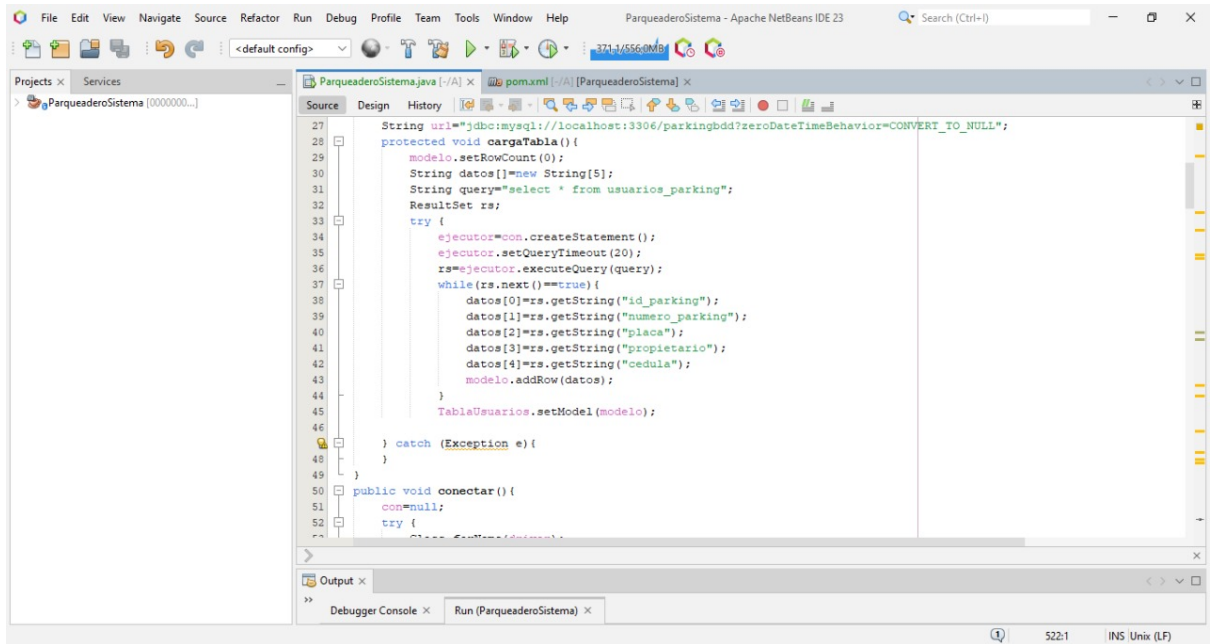 File Edit View Navigate Source Refactor Run Debug Profile Team Tools Window Help ParqueaderoSistema - Apache NetBeans IDE 23 Search (Ctrl+I)
<default config> 371,1/556,0MB
Projects Services
ParqueaderoSistema [0000000...]
ParqueaderoSistema.java [-/A] pom.xml [-/A] [ParqueaderoSistema]
Source Design History
27 String url="jdbc:mysql://localhost:3306/parkingbdd?zeroDateTimeBehavior=CONVERT_TO_NULL";
28 protected void cargaTabla(){
29 modelo.setRowCount(0);
30 String datos[]=new String[5];
31 String query="select * from usuarios_parking";
32 ResultSet rs;
33 try {
34 ejecutor=con.createStatement();
35 ejecutor.setQueryTimeout(20);
36 rs=ejecutor.executeQuery(query);
37 while(rs.next()==true){
38 datos[0]=rs.getString("id_parking");
39 datos[1]=rs.getString("numero_parking");
40 datos[2]=rs.getString("placa");
41 datos[3]=rs.getString("propietario");
42 datos[4]=rs.getString("cedula");
43 modelo.addRow(datos);
44 }
45 TablaUsuarios.setModel(modelo);
46
} catch (Exception e){
48 }
49 }
50 public void conectar(){
51 con=null;
52 try {
Output
Debugger Console Run (ParqueaderoSistema)
1 522:1 INS Unix (LF)